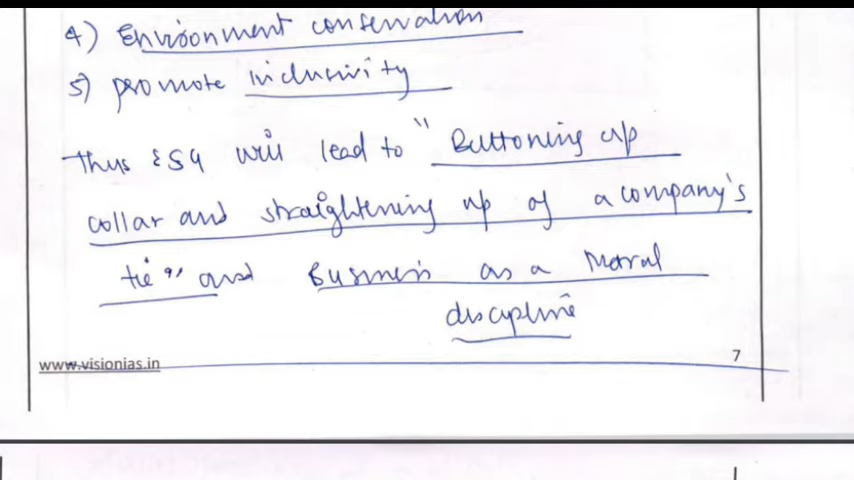 4) Environment conservation
5) promote inclusivity
Thus ESG will lead to "Buttoning up
collar and straightening up of a company's
tie" and Business as a Moral
discipline
7
www.visionias.in